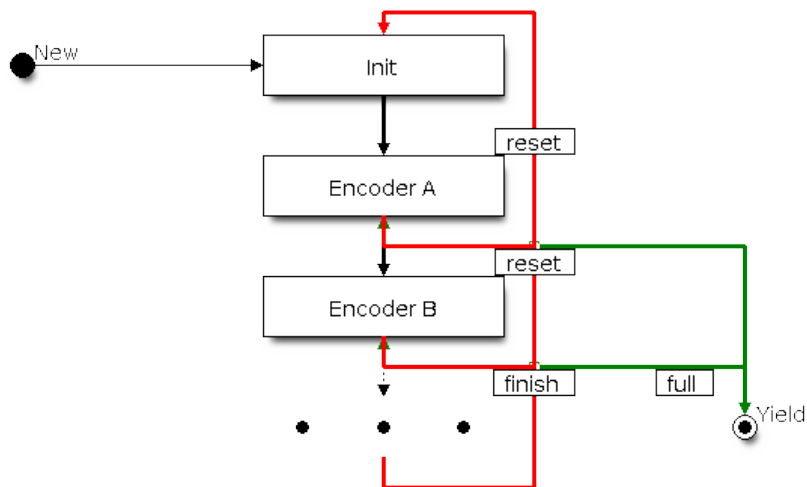 New
Init
reset
Encoder A
reset
Encoder B
finish
full
Yield